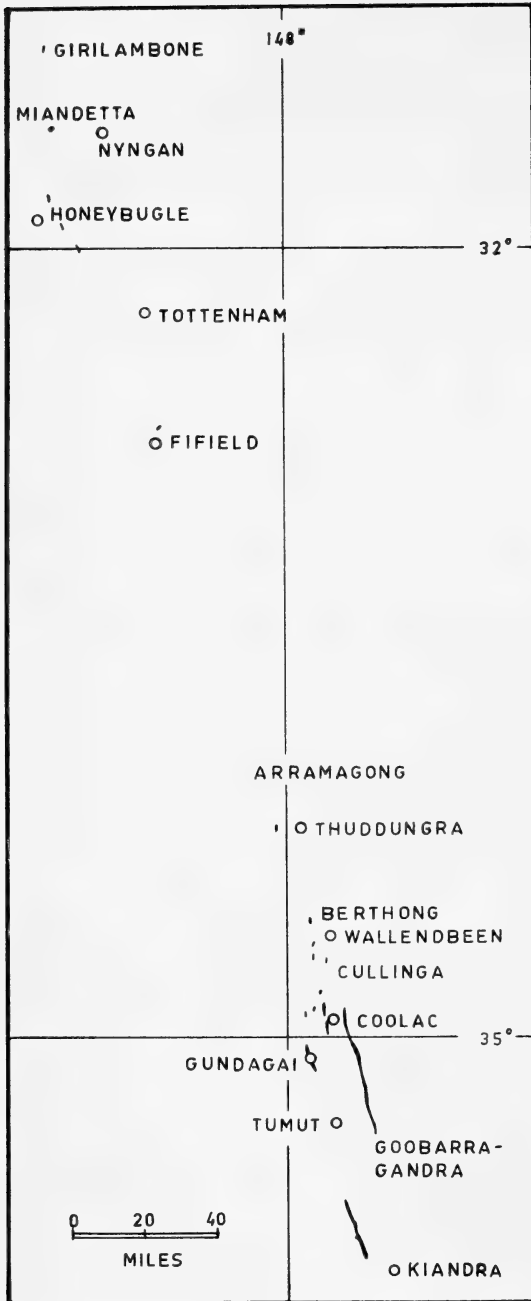 148°
GIRILAMBONE
MIANDETTA
NYNGAN
HONEYBUGLE
32°
TOTTENHAM
FIFIELD
ARRAMAGONG
THUDDUNGRA
BERTHONG
WALLENDBEEN
CULLINGA
COOLAC
35°
GUNDAGAI
TUMUT
GOOBARRA-
GANDRA
0 20 40
MILES
KIANDRA